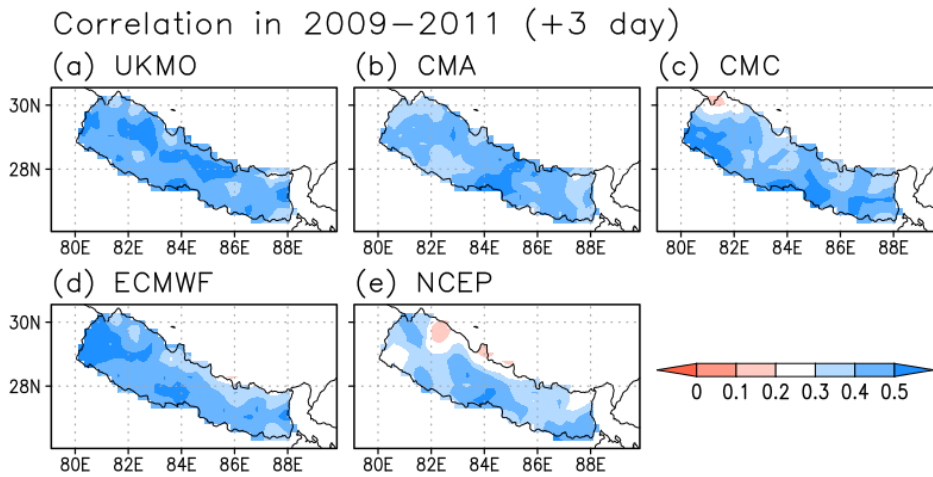 Correlation in 2009−2011 (+3 day)
(a) UKMO (b) CMA (c) CMC
30N
28N
80E 82E 84E 86E 88E 80E 82E 84E 86E 88E 80E 82E 84E 86E 88E
(d) ECMWF (e) NCEP
30N
28N
0 0.1 0.2 0.3 0.4 0.5
80E 82E 84E 86E 88E 80E 82E 84E 86E 88E